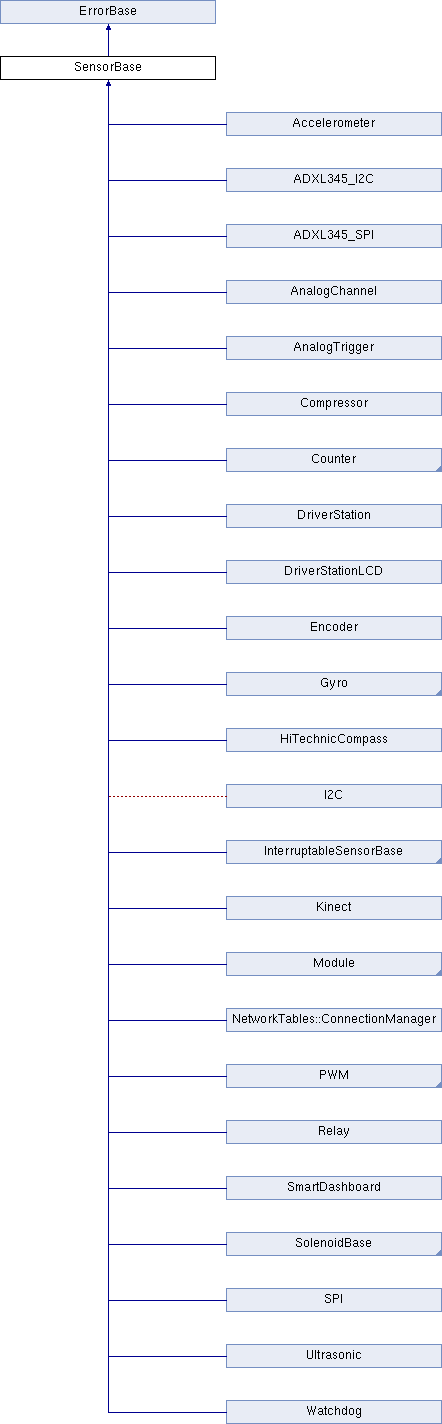 ErrorBase
SensorBase
Accelerometer
ADXL345_I2C
ADXL345_SPI
AnalogChannel
AnalogTrigger
Compressor
Counter
DriverStation
DriverStationLCD
Encoder
Gyro
HiTechnicCompass
I2C
InterruptableSensorBase
Kinect
Module
NetworkTables::ConnectionManager
PWM
Relay
SmartDashboard
SolenoidBase
SPI
Ultrasonic
Watchdog